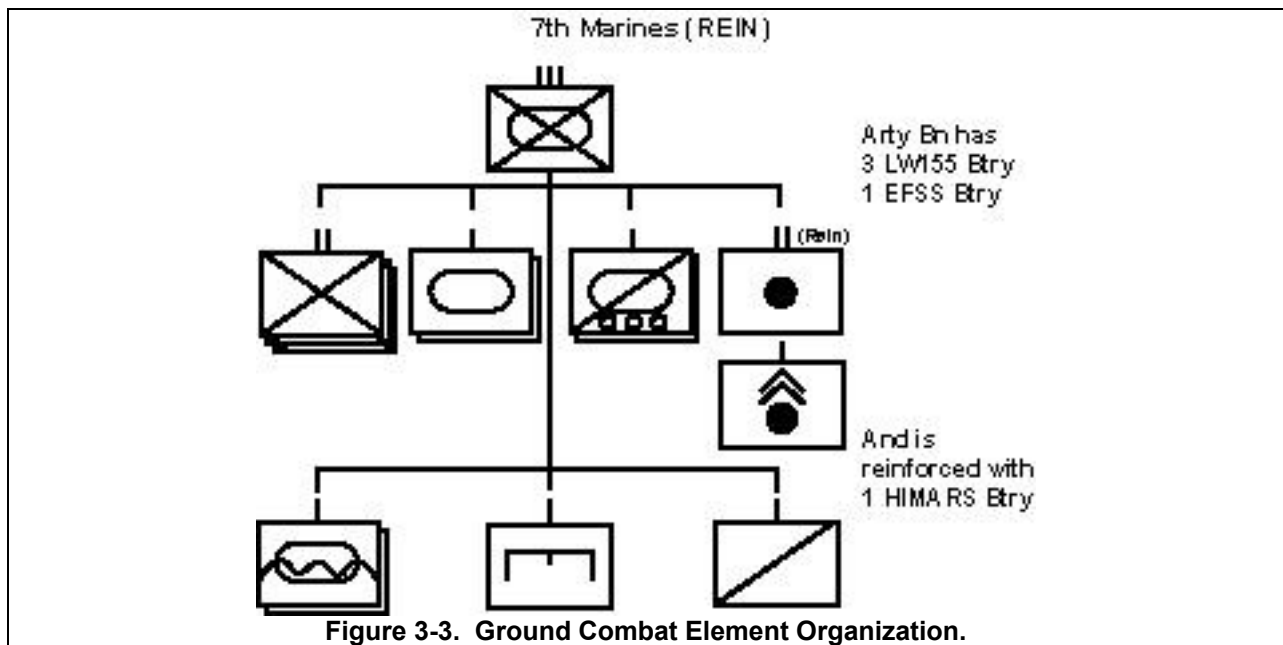 7th Marines (REIN)
Arty Bn has
3 LW155 Btry
1 EFSS Btry
(Rein)
And is
reinforced with
1 HIMARS Btry
Figure 3-3. Ground Combat Element Organization.